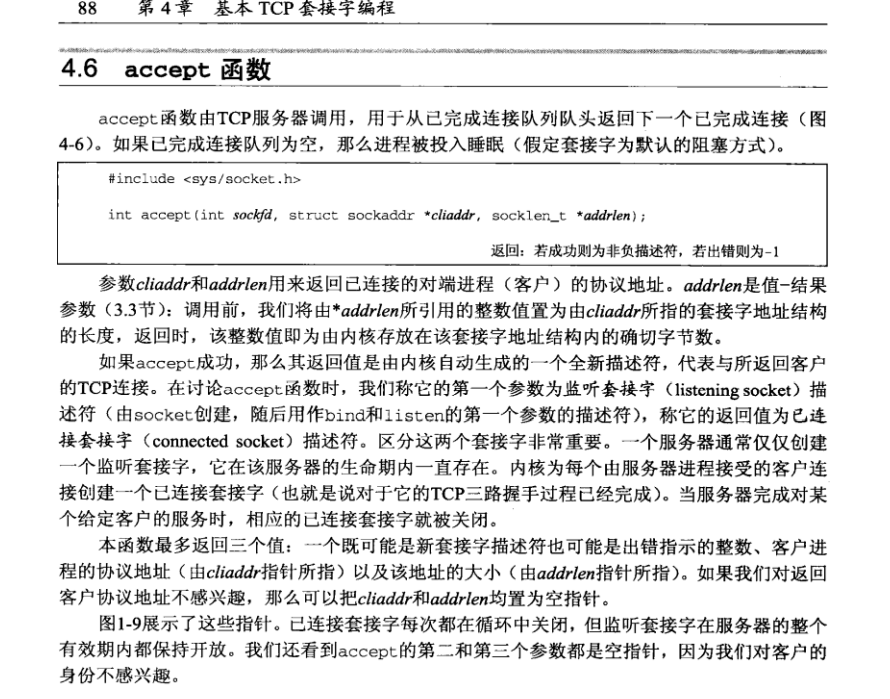 88 第 4 章 基本 TCP 套接字编程
4.6 accept 函数
accept函数由TCP服务器调用，用于从已完成连接队列队头返回下一个已完成连接（图
4-6）。如果已完成连接队列为空，那么进程被投入睡眠（假定套接字为默认的阻塞方式）。
#include <sys/socket.h>
int accept(int sockfd, struct sockaddr *cliaddr, socklen_t *addrlen);
返回：若成功则为非负描述符，若出错则为-1
参数cliaddr和addrlen用来返回已连接的对端进程（客户）的协议地址。addrlen是值-结果
参数（3.3节）：调用前，我们将由*addrlen所引用的整数值置为由cliaddr所指的套接字地址结构
的长度，返回时，该整数值即为由内核存放在该套接字地址结构内的确切字节数。
如果accept成功，那么其返回值是由内核自动生成的一个全新描述符，代表与所返回客户
的TCP连接。在讨论accept函数时，我们称它的第一个参数为监听套接字（listening socket）描
述符（由socket创建，随后用作bind和listen的第一个参数的描述符），称它的返回值为已连
接套接字（connected socket）描述符。区分这两个套接字非常重要。一个服务器通常仅仅创建
一个监听套接字，它在该服务器的生命期内一直存在。内核为每个由服务器进程接受的客户连
接创建一个已连接套接字（也就是说对于它的TCP三路握手过程已经完成）。当服务器完成对某
个给定客户的服务时，相应的已连接套接字就被关闭。
本函数最多返回三个值：一个既可能是新套接字描述符也可能是出错指示的整数、客户进
程的协议地址（由cliaddr指针所指）以及该地址的大小（由addrlen指针所指）。如果我们对返回
客户协议地址不感兴趣，那么可以把cliaddr和addrlen均置为空指针。
图1-9展示了这些指针。已连接套接字每次都在循环中关闭，但监听套接字在服务器的整个
有效期内都保持开放。我们还看到accept的第二和第三个参数都是空指针，因为我们对客户的
身份不感兴趣。